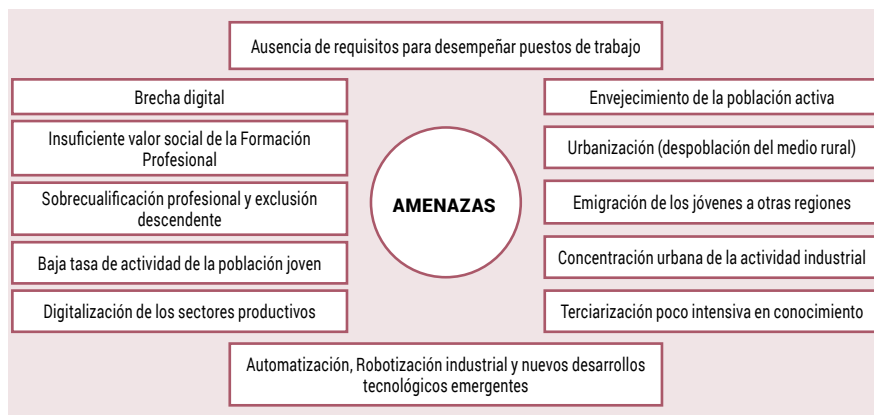 Ausencia de requisitos para desempeñar puestos de trabajo
Brecha digital
Insuficiente valor social de la Formación
Profesional
Sobrecualificación profesional y exclusión
descendente
Baja tasa de actividad de la población joven
Digitalización de los sectores productivos
AMENAZAS
Envejecimiento de la población activa
Urbanización (despoblación del medio rural)
Emigración de los jóvenes a otras regiones
Concentración urbana de la actividad industrial
Terciarización poco intensiva en conocimiento
Automatización, Robotización industrial y nuevos desarrollos
tecnológicos emergentes